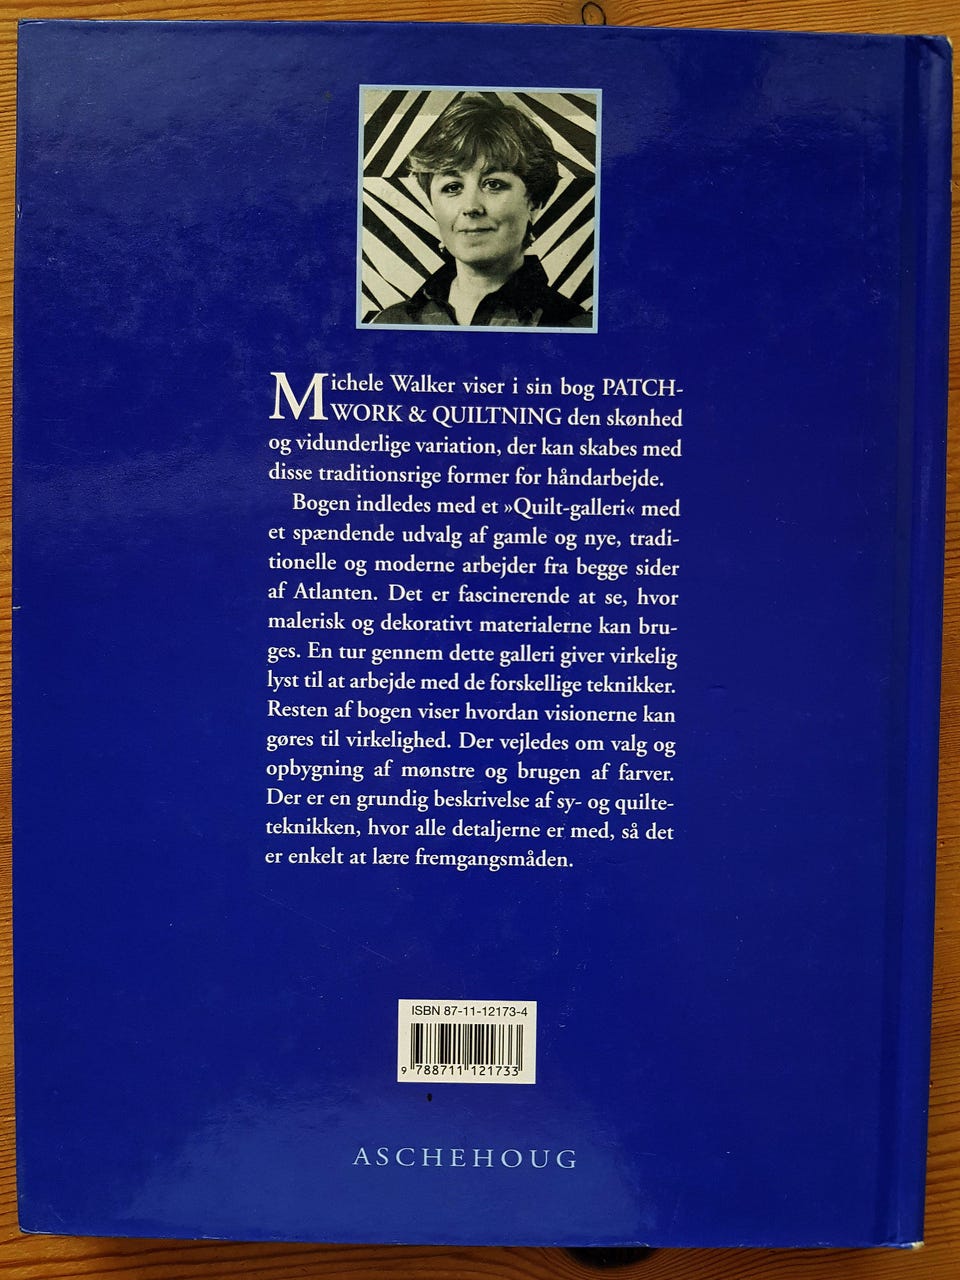 Michele Walker viser i sin bog PATCH-
WORK & QUILTNING den skønhed
og vidunderlige variation, der kan skabes med
disse traditionsrige former for håndarbejde.
Bogen indledes med et »Quilt-galleri« med
et spændende udvalg af gamle og nye, tradi-
tionelle og moderne arbejder fra begge sider
af Atlanten. Det er fascinerende at se, hvor
malerisk og dekorativt materialerne kan bru-
ges. En tur gennem dette galleri giver virkelig
lyst til at arbejde med de forskellige teknikker.
Resten af bogen viser hvordan visionerne kan
gøres til virkelighed. Der vejledes om valg og
opbygning af mønstre og brugen af farver.
Der er en grundig beskrivelse af sy- og quilte-
teknikken, hvor alle detaljerne er med, så det
er enkelt at lære fremgangsmåden.
ISBN 87-11-12173-4
9 788711 121733
ASCHEHOUG